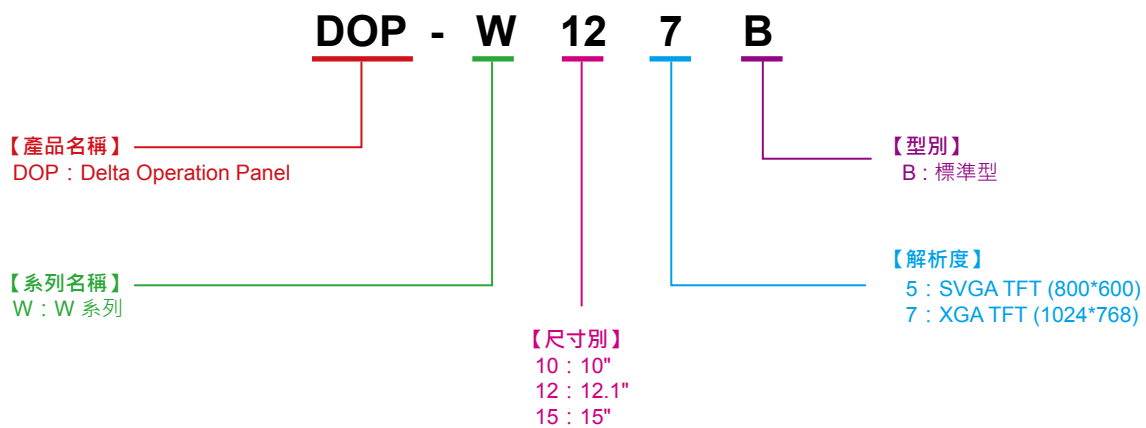 DOP - W 12 7 B
【產品名稱】
DOP：Delta Operation Panel
【系列名稱】
W：W 系列
【尺寸別】
10：10"
12：12.1"
15：15"
【型別】
B：標準型
【解析度】
5：SVGA TFT (800*600)
7：XGA TFT (1024*768)